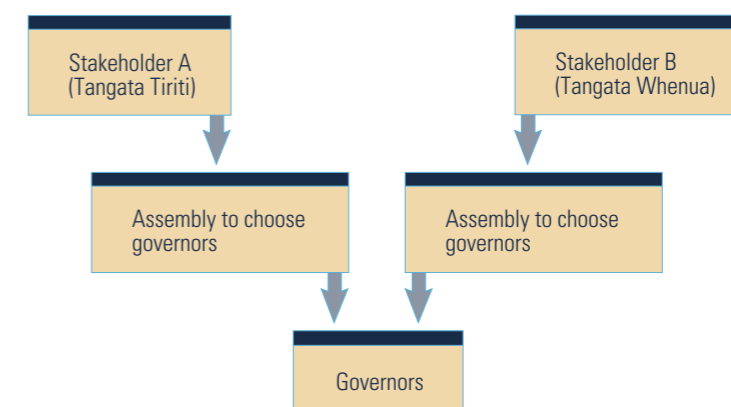 Stakeholder A
(Tangata Tiriti)
Stakeholder B
(Tangata Whenua)
Assembly to choose
governors
Assembly to choose
governors
Governors